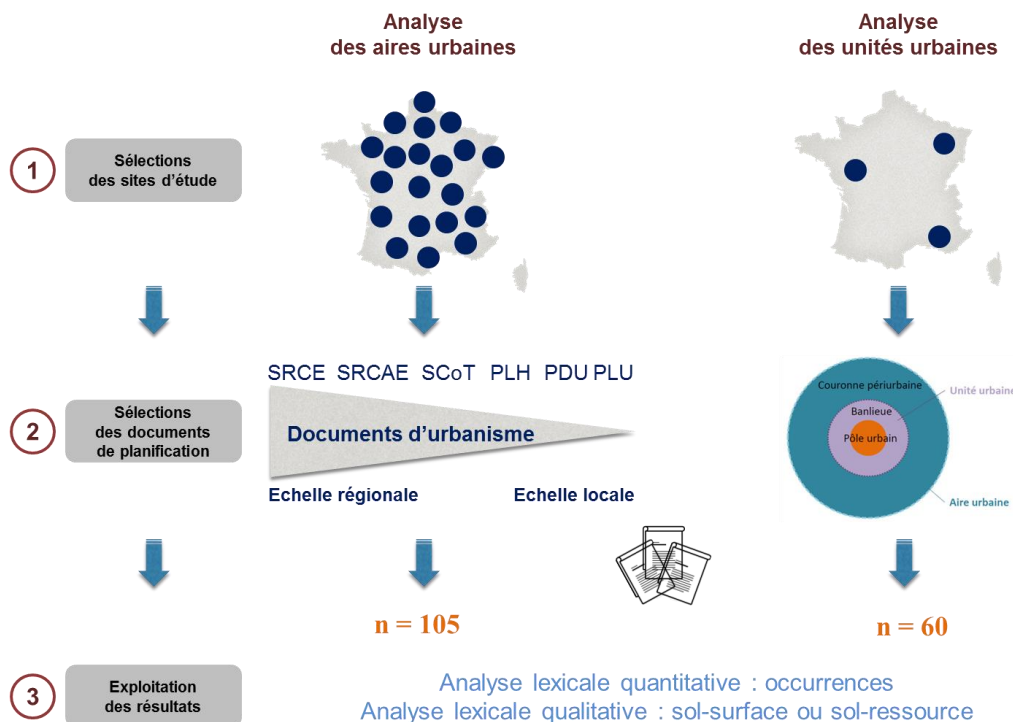 Analyse
des aires urbaines
Analyse
des unités urbaines
1
Sélections
des sites d'étude
2
Sélections
des documents
de planification
SRCE SRCAE SCoT PLH PDU PLU
Documents d'urbanisme
Echelle régionale
Echelle locale
Couronne périurbaine
Unité urbaine
Banlieue
Pôle urbain
Aire urbaine
n = 105
n = 60
3
Exploitation
des résultats
Analyse lexicale quantitative : occurrences
Analyse lexicale qualitative : sol-surface ou sol-ressource